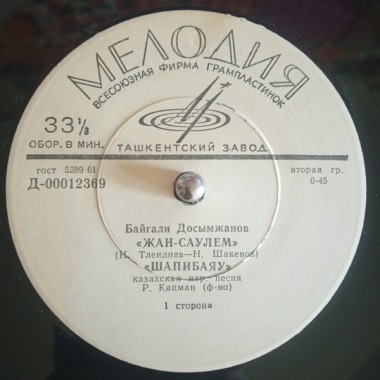 МЕЛОДИЯ
ВСЕСОЮЗНАЯ ФИРМА ГРАМПЛАСТИНОК
33⅓
ОБОР. В МИН.
ТАШКЕНТСКИЙ ЗАВОД
гост 5289-61
Д-00012369
вторая гр.
0-45
Байгали Досымжанов
«ЖАН-САУЛЕМ»
(Н. Тлендиев—Н. Шакенов)
«ШАПИБАЯУ»
казахская нар. песня
Р. Кацман (ф-но)
1 сторона